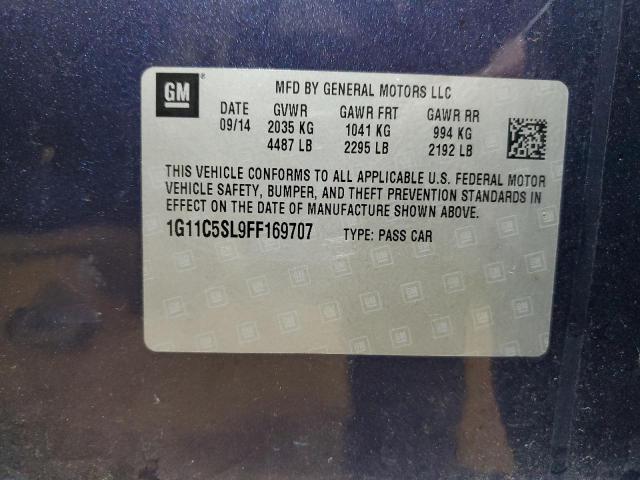 GM
MFD BY GENERAL MOTORS LLC
DATE GVWR GAWR FRT GAWR RR
09/14 2035 KG 1041 KG 994 KG
4487 LB 2295 LB 2192 LB
THIS VEHICLE CONFORMS TO ALL APPLICABLE U.S. FEDERAL MOTOR
VEHICLE SAFETY, BUMPER, AND THEFT PREVENTION STANDARDS IN
EFFECT ON THE DATE OF MANUFACTURE SHOWN ABOVE.
1G11C5SL9FF169707 TYPE: PASS CAR